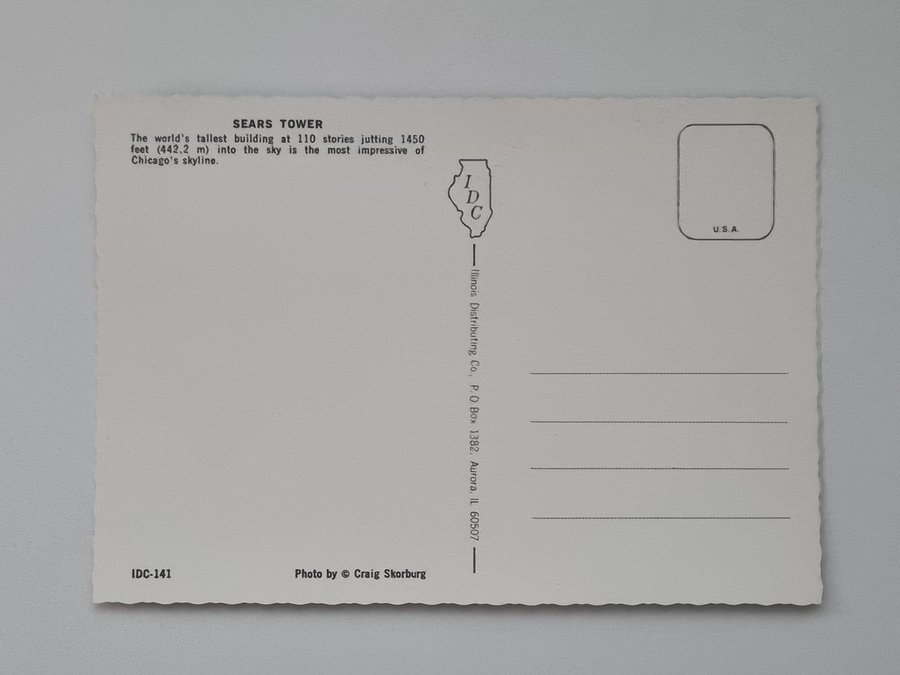 SEARS TOWER
The world's tallest building at 110 stories jutting 1450
feet (442.2 m) into the sky is the most impressive of
Chicago's skyline.
I
D
C
Illinois Distributing Co., P.O. Box 1382, Aurora, IL 60507
U.S.A.
IDC-141
Photo by © Craig Skorburg